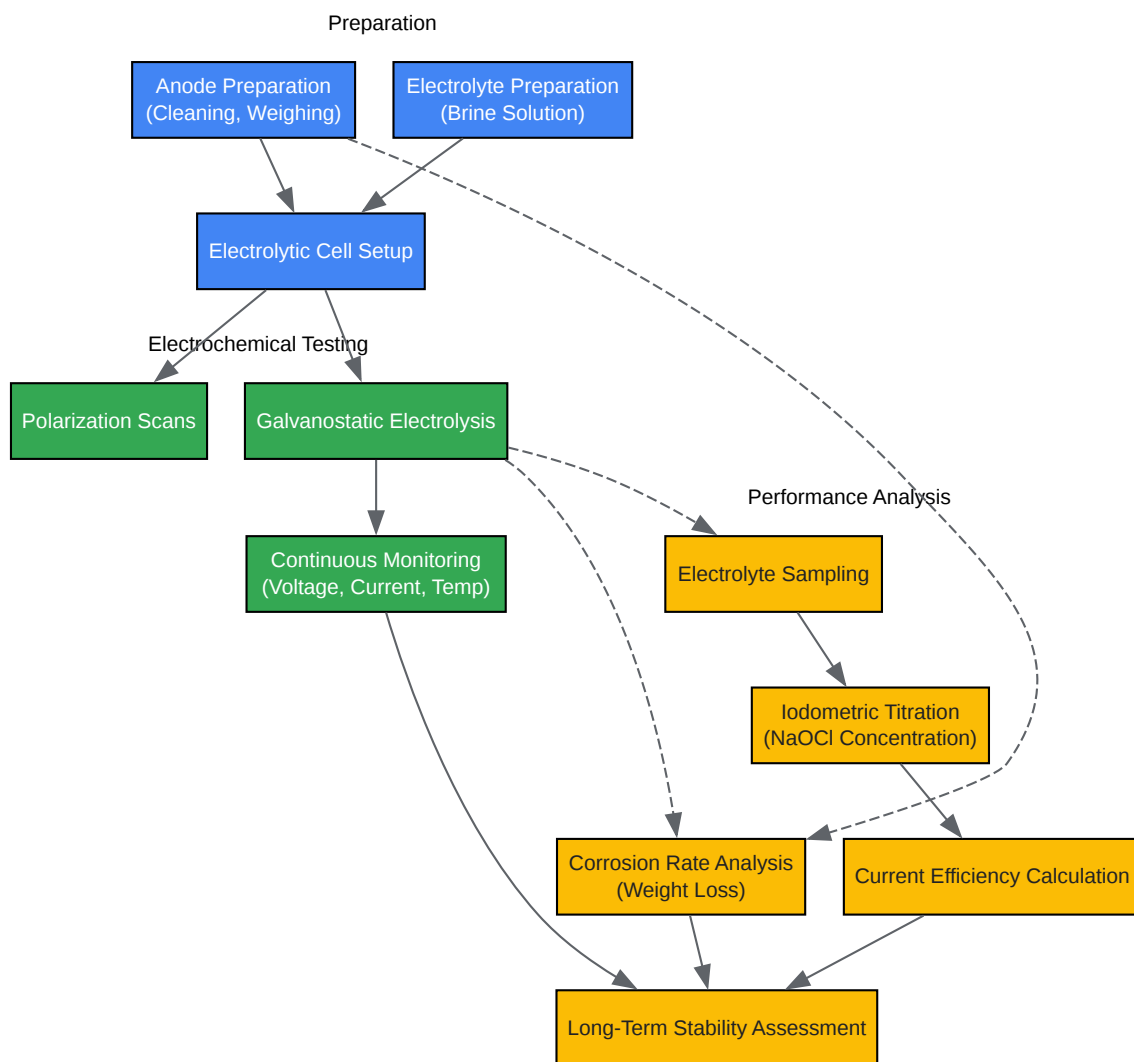 Preparation
Anode Preparation
(Cleaning, Weighing)
Electrolyte Preparation
(Brine Solution)
Electrolytic Cell Setup
Electrochemical Testing
Polarization Scans
Galvanostatic Electrolysis
Performance Analysis
Continuous Monitoring
(Voltage, Current, Temp)
Electrolyte Sampling
Iodometric Titration
(NaOCl Concentration)
Corrosion Rate Analysis
(Weight Loss)
Current Efficiency Calculation
Long-Term Stability Assessment